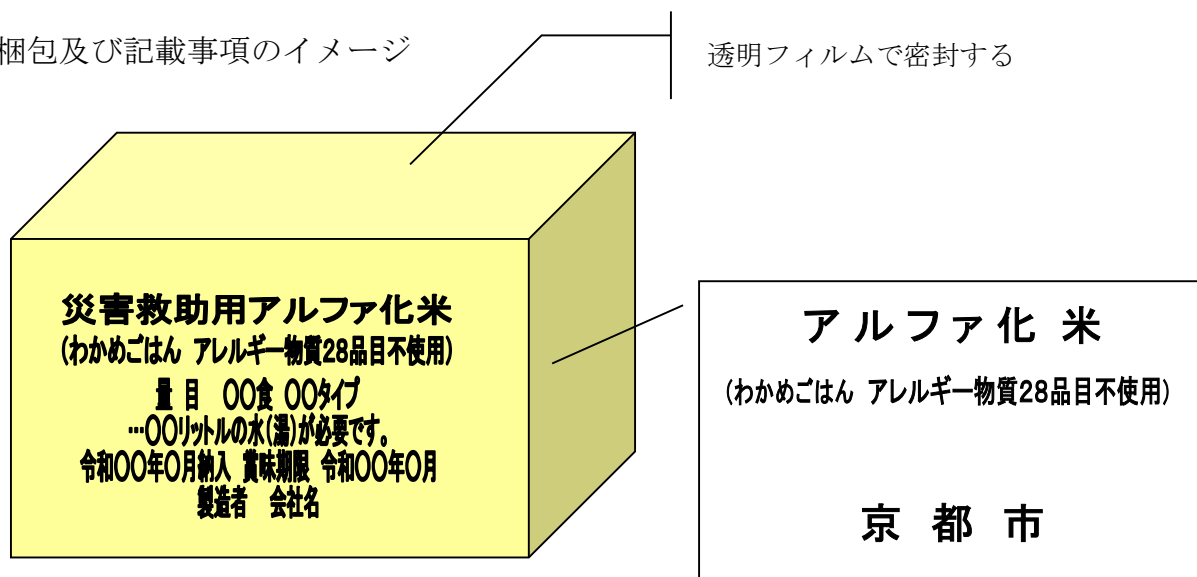 梱包及び記載事項のイメージ
透明フィルムで密封する
災害救助用アルファ化米
(わかめごはん アレルギー物質28品目不使用)
量 目 〇〇食 〇〇タイプ
…〇〇リットルの水(湯)が必要です。
令和〇〇年〇月納入 賞味期限 令和〇〇年〇月
製造者 会社名
アルファ化 米
(わかめごはん アレルギー物質28品目不使用)
京 都 市